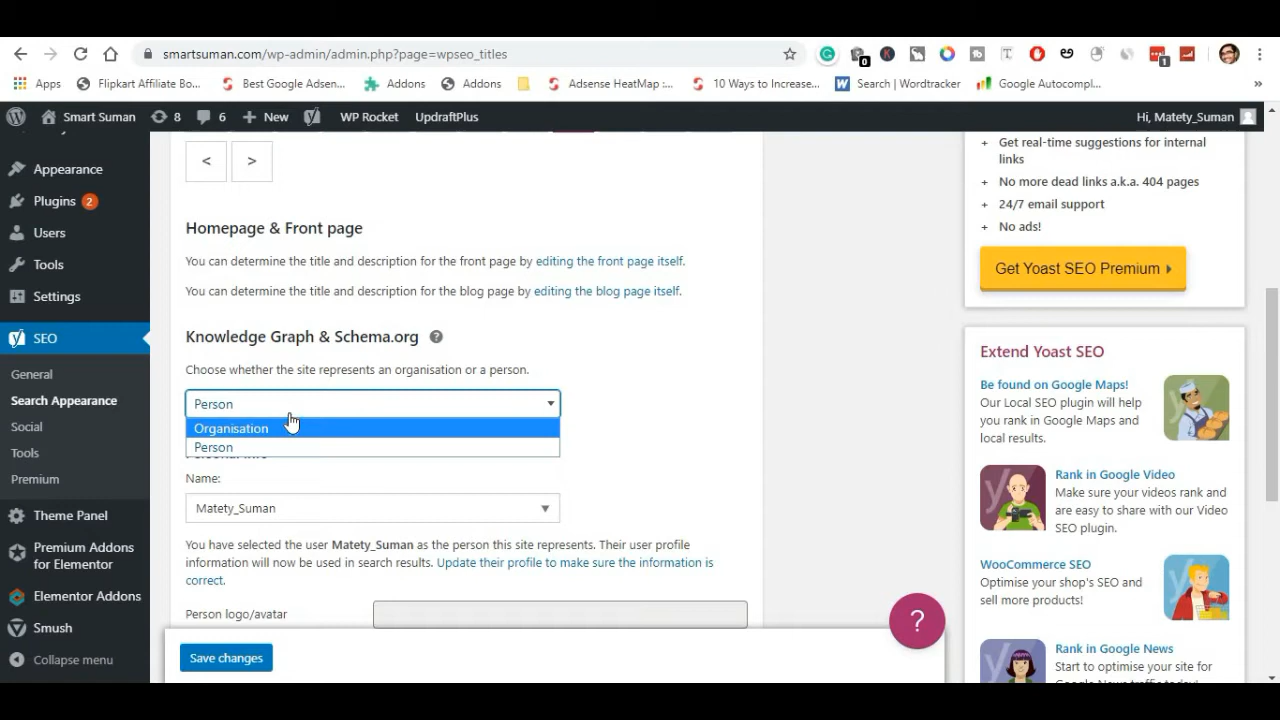 smartsuman.com/wp-admin/admin.php?page=wpseo_titles
0
1
Apps
Flipkart Affiliate Bo...
Best Google Adsen...
Addons
Addons
Adsense HeatMap :...
10 Ways to Increase...
Search | Wordtracker
Google Autocompl...
»
Smart Suman
8
6
+ New
WP Rocket
UpdraftPlus
Hi, Matety_Suman
Appearance
Plugins 2
Users
Tools
Settings
SEO
General
Search Appearance
Social
Tools
Premium
Theme Panel
Premium Addons
for Elementor
Elementor Addons
Smush
Collapse menu
< >
Homepage & Front page
You can determine the title and description for the front page by editing the front page itself.
You can determine the title and description for the blog page by editing the blog page itself.
Knowledge Graph & Schema.org ?
Choose whether the site represents an organisation or a person.
Person
Organisation
Person
Name:
Matety_Suman
You have selected the user Matety_Suman as the person this site represents. Their user profile
information will now be used in search results. Update their profile to make sure the information is
correct.
Person logo/avatar
Save changes
?
+ Get real-time suggestions for internal
links
+ No more dead links a.k.a. 404 pages
+ 24/7 email support
+ No ads!
Get Yoast SEO Premium
Extend Yoast SEO
Be found on Google Maps!
Our Local SEO plugin will help
you rank in Google Maps and
local results.
Rank in Google Video
Make sure your videos rank and
are easy to share with our Video
SEO plugin.
WooCommerce SEO
Optimise your shop's SEO and
sell more products!
Rank in Google News
Start to optimise your site for